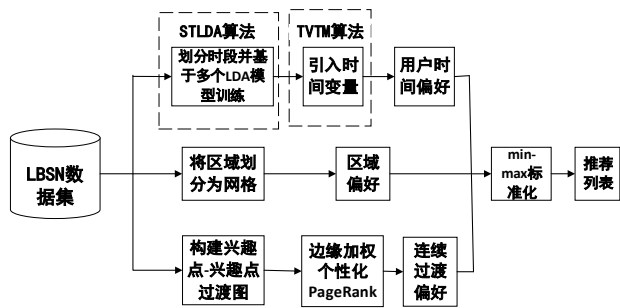 STLDA算法
TVTM算法
划分时段并基
于多个LDA模
型训练
引入时
间变量
用户时
间偏好
LBSN数
据集
将区域划
分为网格
区域
偏好
min-
max标
准化
推荐
列表
构建兴趣
点-兴趣点
过渡图
边缘加权
个性化
PageRank
连续
过渡
偏好